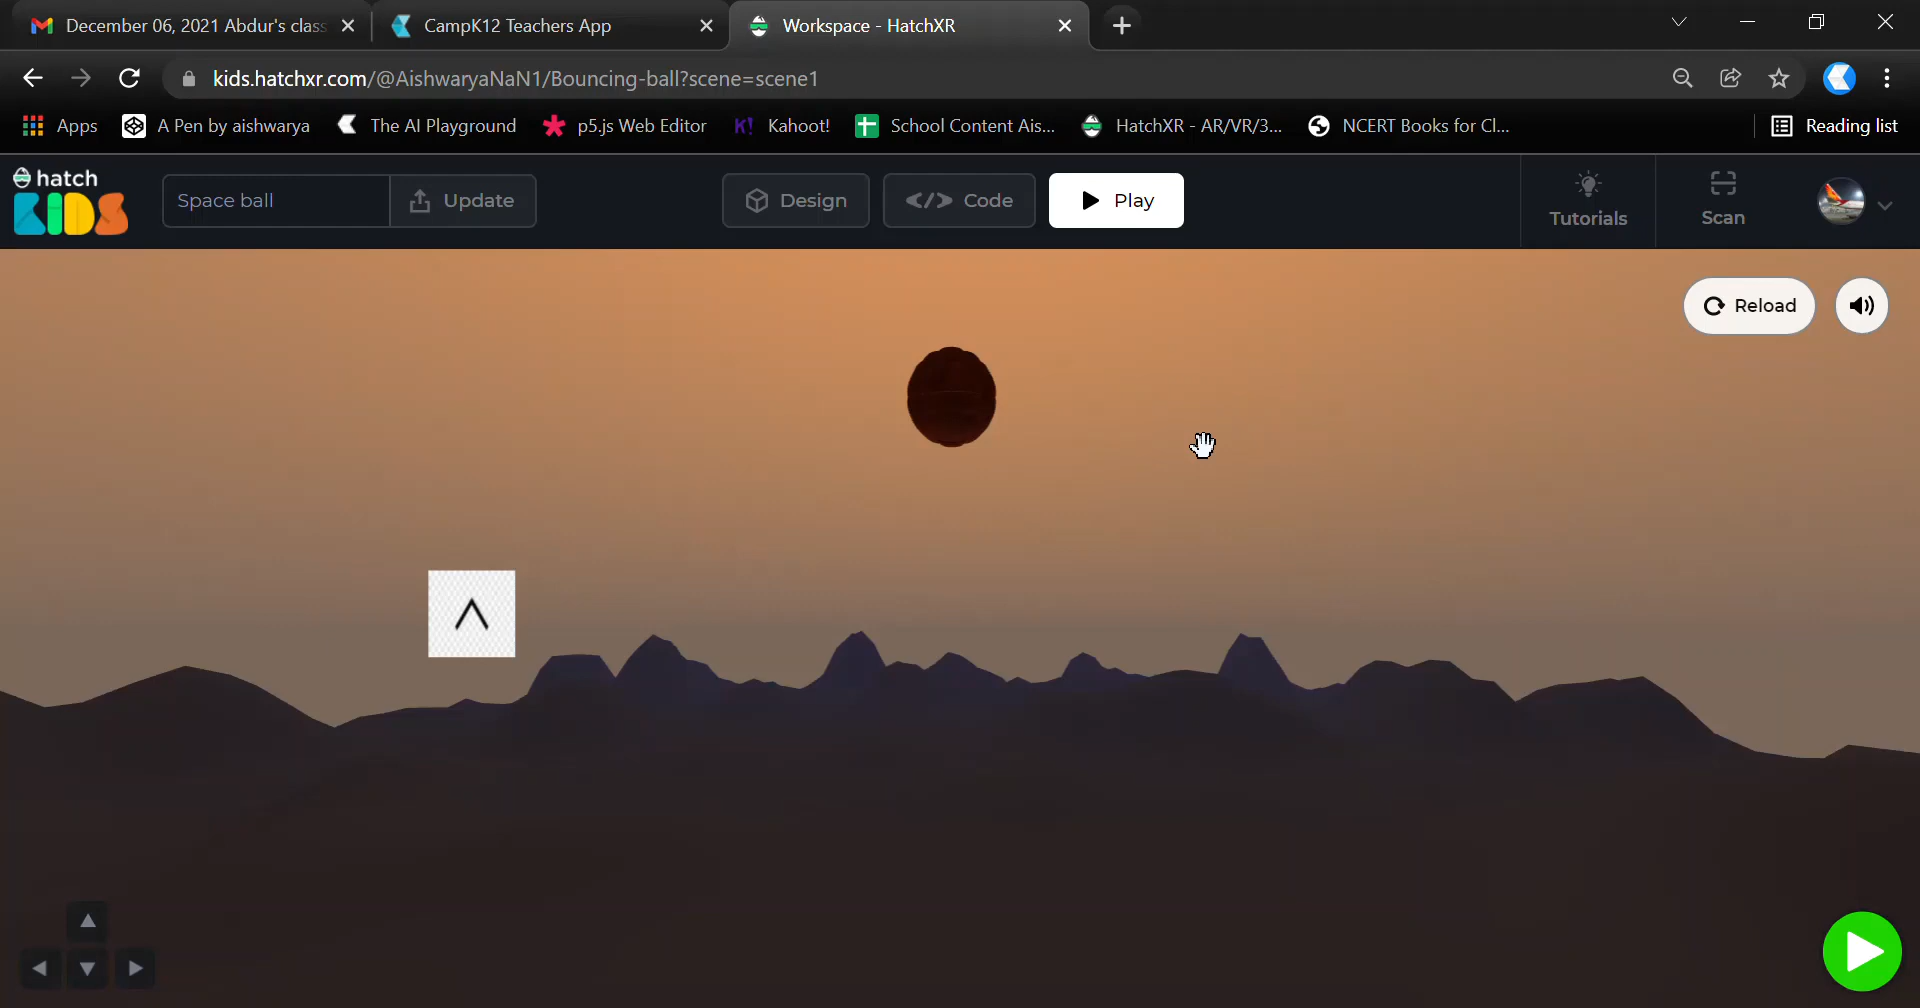 December 06, 2021 Abdur's class
CampK12 Teachers App
Workspace - HatchXR
kids.hatchxr.com/@AishwaryaNaN1/Bouncing-ball?scene=scene1
Apps
A Pen by aishwarya
The AI Playground
p5.js Web Editor
K! Kahoot!
School Content Ais...
HatchXR - AR/VR/3...
NCERT Books for Cl...
Reading list
hatch
KIDS
Space ball
Update
Design
</> Code
Play
Tutorials
Scan
Reload